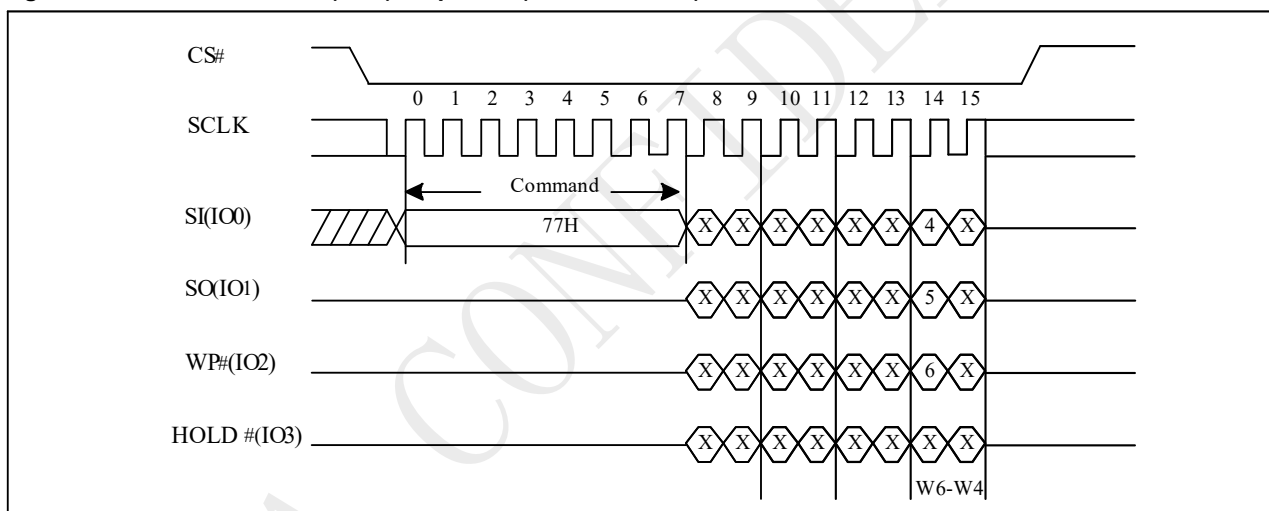 CS#
0 1 2 3 4 5 6 7 8 9 10 11 12 13 14 15
SCLK
Command
SI(IO0)
77H
X X X X X X 4 X
SO(IO1)
X X X X X X 5 X
WP#(IO2)
X X X X X X 6 X
HOLD #(IO3)
X X X X X X X X
W6-W4